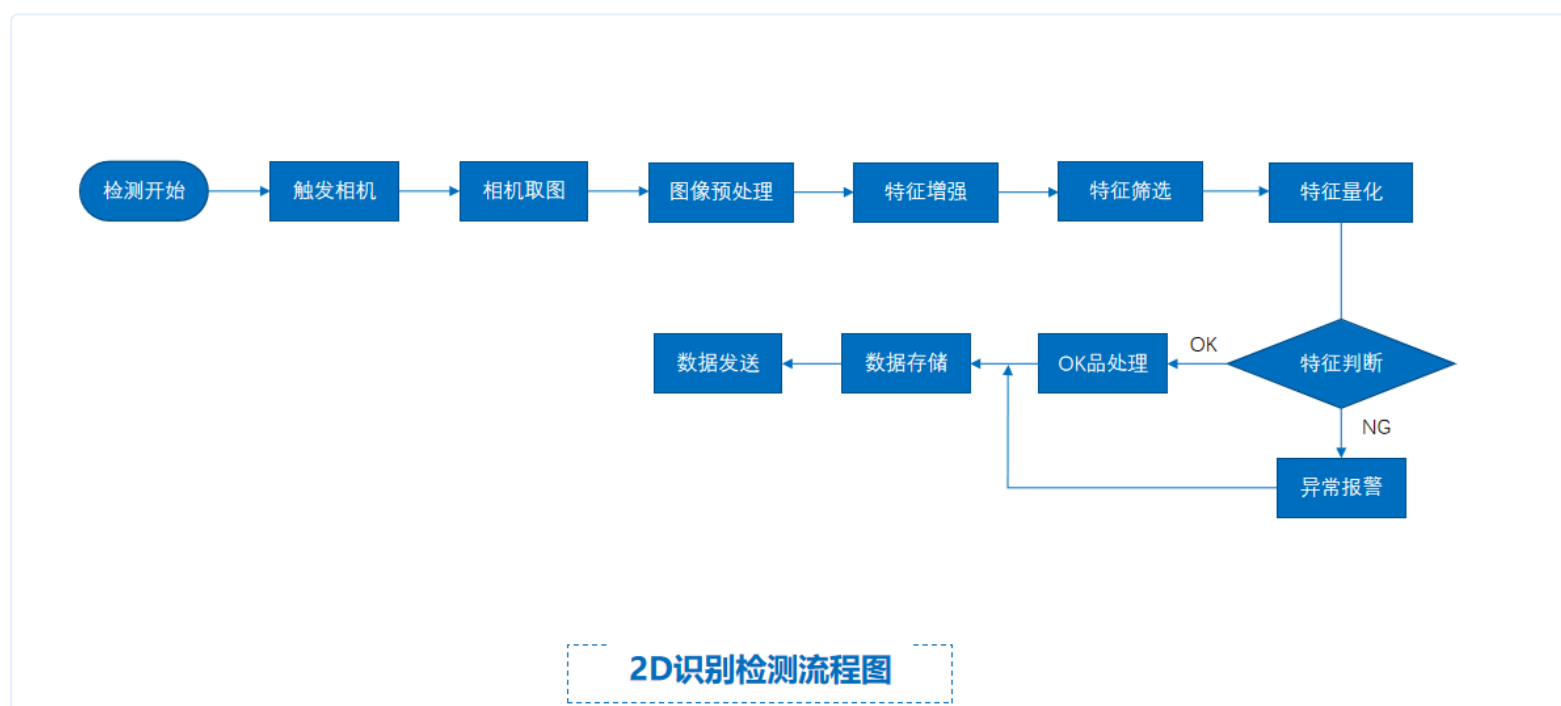 检测开始
触发相机
相机取图
图像预处理
特征增强
特征筛选
特征量化
数据发送
数据存储
OK品处理
OK
特征判断
NG
异常报警
2D识别检测流程图